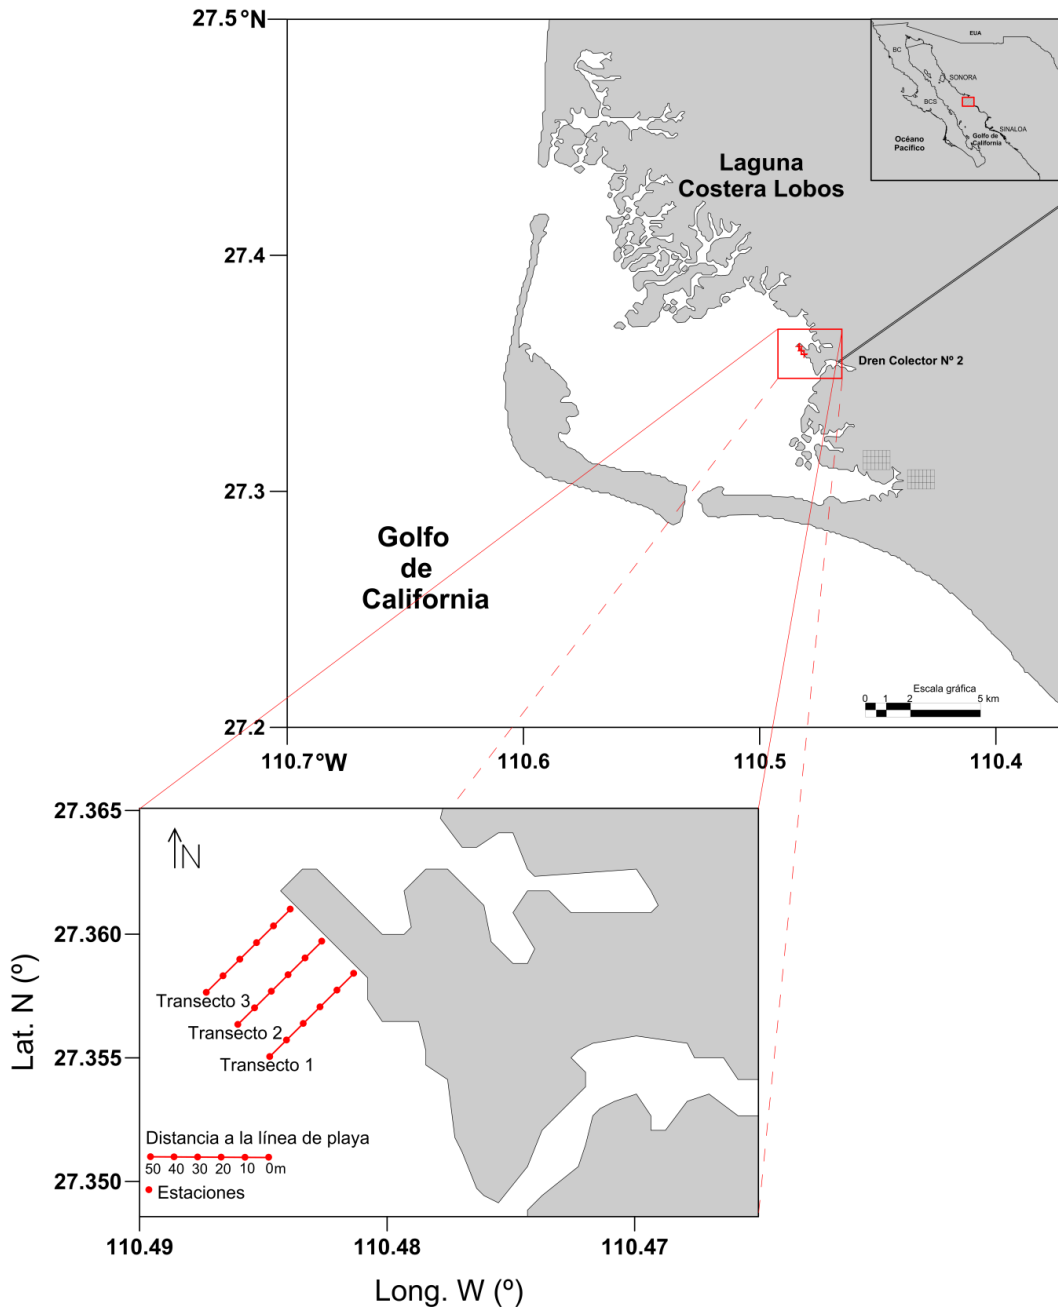 27.5°N
EUA
BC
SONORA
BCS
SINALOA
Océano
Pacífico
Golfo de
California
Laguna
Costera Lobos
27.4
Dren Colector Nº 2
27.3
Golfo
de
California
Escala gráfica
0 1 2 5 km
27.2
110.7°W 110.6 110.5 110.4
27.365
N
27.360
Transecto 3
Transecto 2
Transecto 1
27.355
Lat. N (º)
Distancia a la línea de playa
50 40 30 20 10 0m
Estaciones
27.350
110.49 110.48 110.47
Long. W (º)